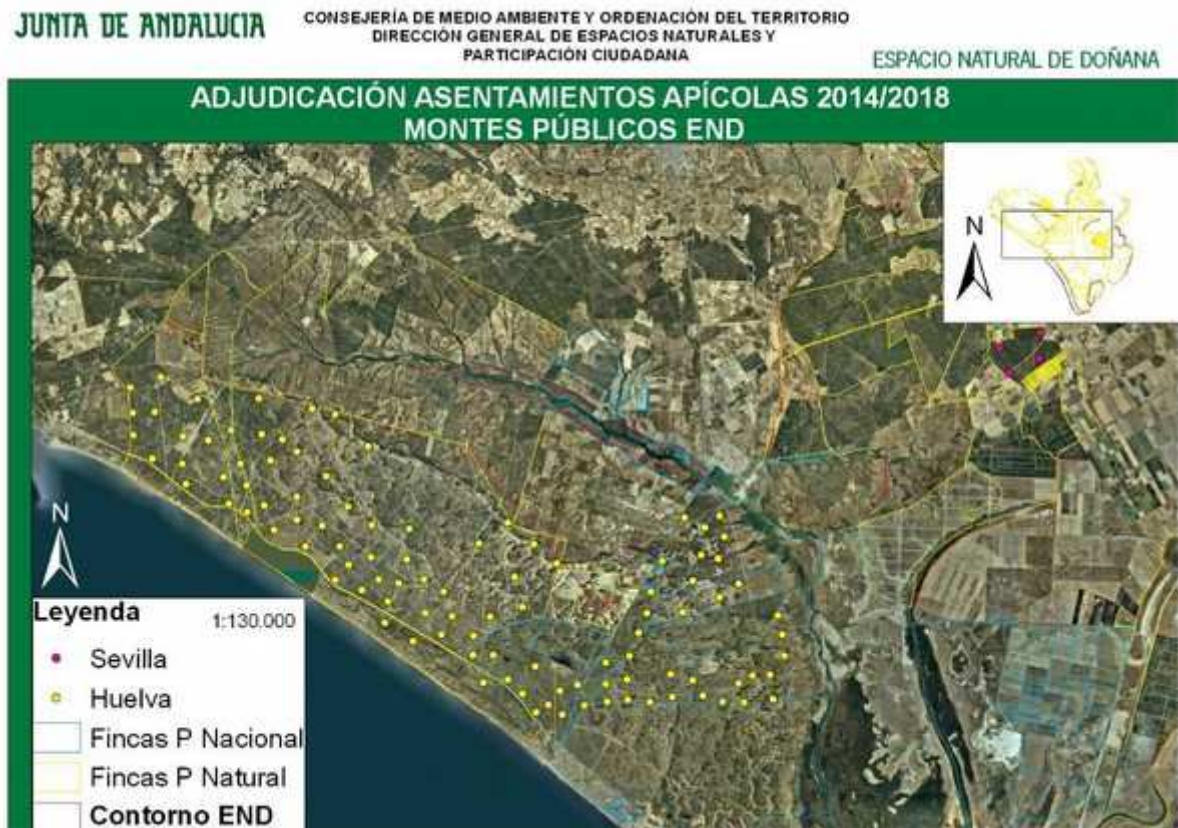 JUNTA DE ANDALUCIA
CONSEJERÍA DE MEDIO AMBIENTE Y ORDENACIÓN DEL TERRITORIO
DIRECCIÓN GENERAL DE ESPACIOS NATURALES Y
PARTICIPACIÓN CIUDADANA
ESPACIO NATURAL DE DOÑANA
ADJUDICACIÓN ASENTAMIENTOS APÍCOLAS 2014/2018
MONTES PÚBLICOS END
N
N
Leyenda
1:130.000
Sevilla
Huelva
Fincas P Nacional
Fincas P Natural
Contorno END